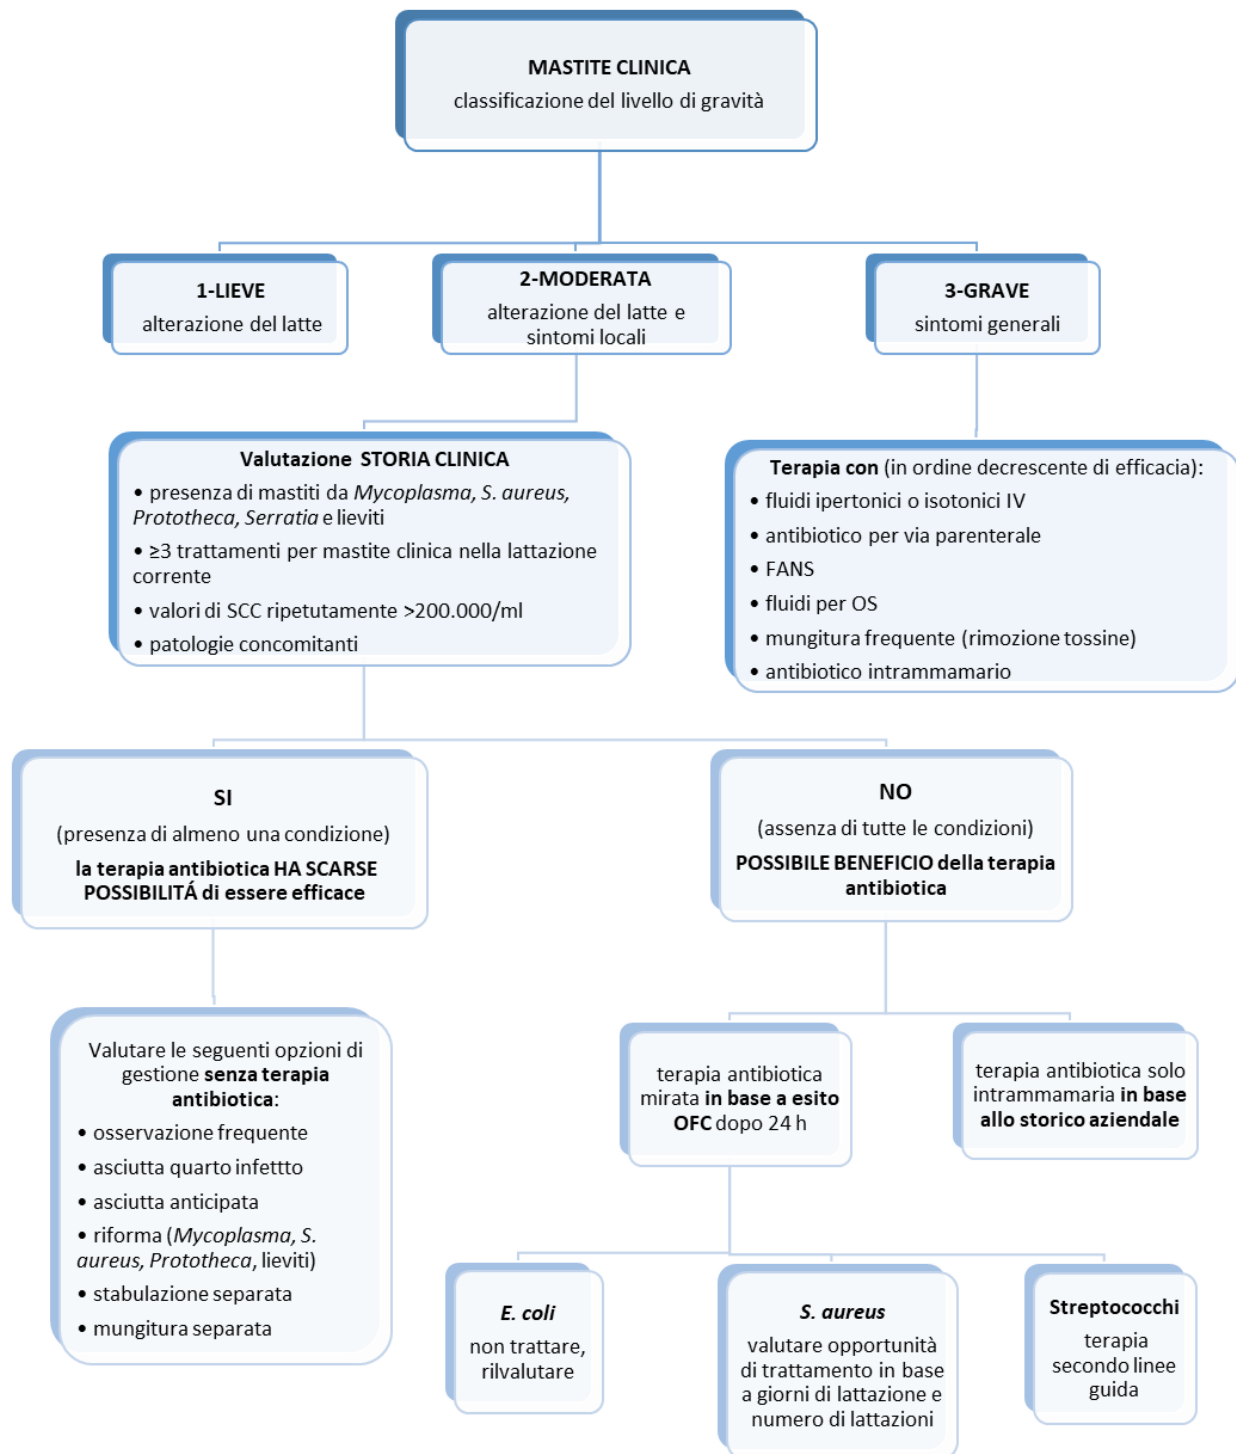 MASTITE CLINICA
classificazione del livello di gravità
1-LIEVE
alterazione del latte
2-MODERATA
alterazione del latte e
sintomi locali
3-GRAVE
sintomi generali
Valutazione STORIA CLINICA
• presenza di mastiti da Mycoplasma, S. aureus,
Prototheca, Serratia e lieviti
• ≥3 trattamenti per mastite clinica nella lattazione
corrente
• valori di SCC ripetutamente >200.000/ml
• patologie concomitanti
Terapia con (in ordine decrescente di efficacia):
• fluidi ipertonici o isotonici IV
• antibiotico per via parenterale
• FANS
• fluidi per OS
• mungitura frequente (rimozione tossine)
• antibiotico intrammamario
SI
(presenza di almeno una condizione)
la terapia antibiotica HA SCARSE
POSSIBILITÁ di essere efficace
NO
(assenza di tutte le condizioni)
POSSIBILE BENEFICIO della terapia
antibiotica
Valutare le seguenti opzioni di
gestione senza terapia
antibiotica:
• osservazione frequente
• asciutta quarto infettto
• asciutta anticipata
• riforma (Mycoplasma, S.
aureus, Prototheca, lieviti)
• stabulazione separata
• mungitura separata
terapia antibiotica
mirata in base a esito
OFC dopo 24 h
terapia antibiotica solo
intrammamaria in base
allo storico aziendale
E. coli
non trattare,
rilvalutare
S. aureus
valutare opportunità
di trattamento in base
a giorni di lattazione e
numero di lattazioni
Streptococchi
terapia
secondo linee
guida